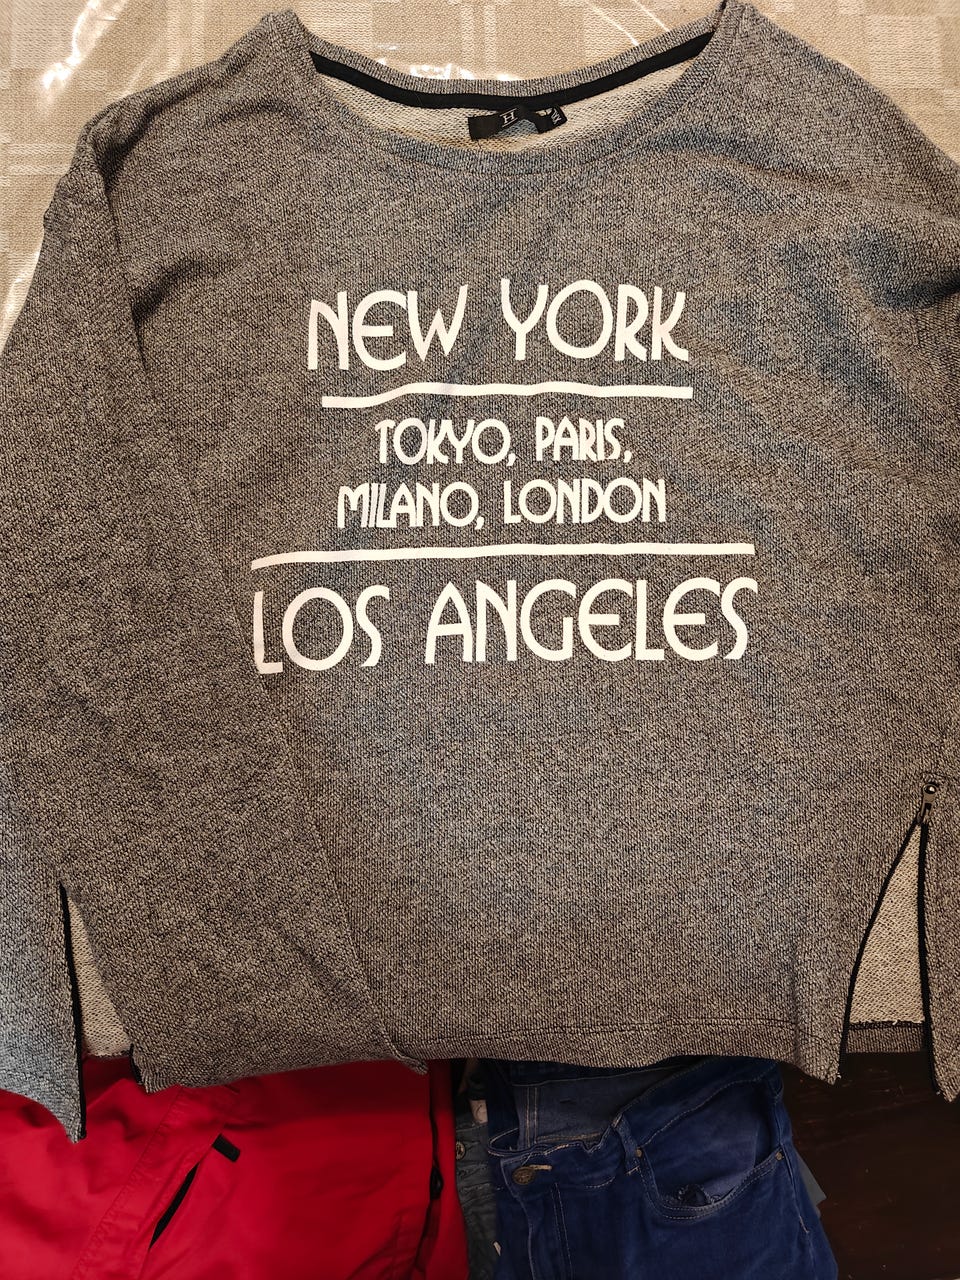 H
NEW YORK
TOKYO, PARIS,
MILANO, LONDON
LOS ANGELES